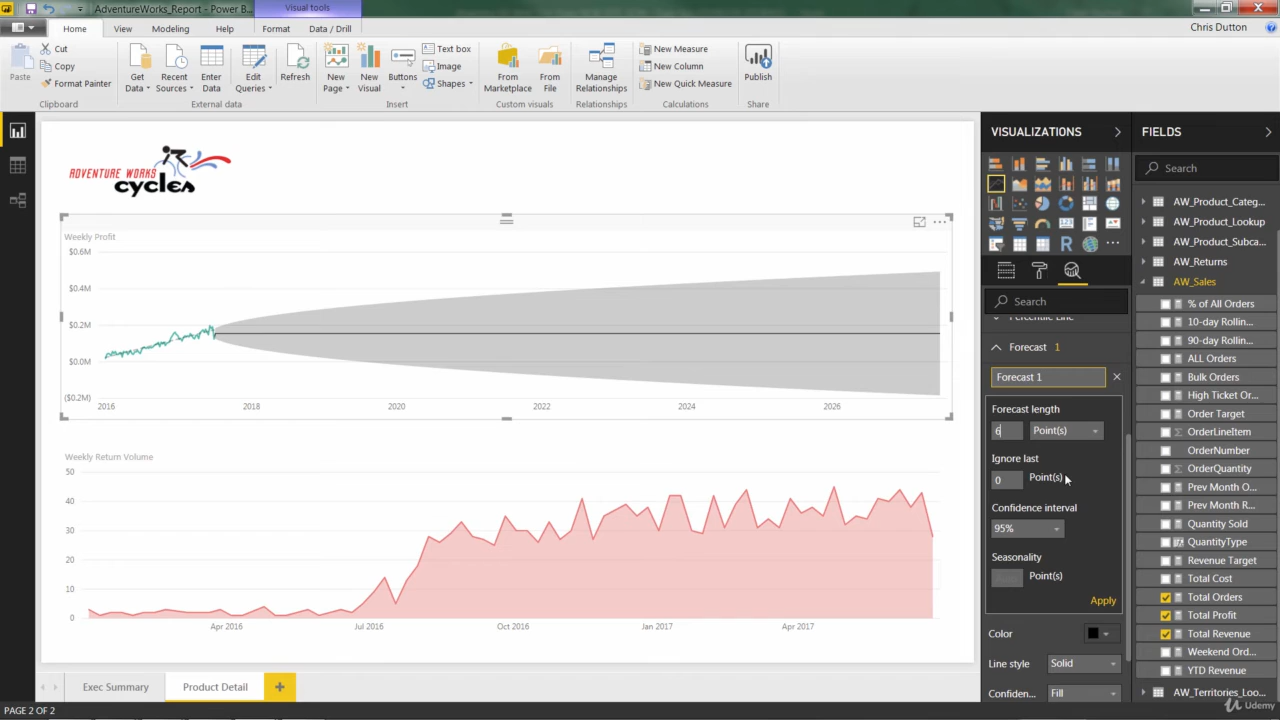 AdventureWorks_Report - Power B...
Visual tools
Chris Dutton
Home
View
Modeling
Help
Format
Data / Drill
Paste
Cut
Copy
Format Painter
Clipboard
Get Data
Recent Sources
Enter Data
Edit Queries
Refresh
External data
New Page
New Visual
Buttons
Text box
Image
Shapes
Insert
From Marketplace
From File
Custom visuals
Manage Relationships
Relationships
New Measure
New Column
New Quick Measure
Calculations
Publish
Share
ADVENTURE WORKS
cycles
Weekly Profit
$0.6M
$0.4M
$0.2M
$0.0M
($0.2M)
2016 2018 2020 2022 2024 2026
Weekly Return Volume
50
40
30
20
10
0
Apr 2016 Jul 2016 Oct 2016 Jan 2017 Apr 2017
VISUALIZATIONS
R
Search
Percentile Line
Forecast 1
Forecast 1
Forecast length
6 Point(s)
Ignore last
0 Point(s)
Confidence interval
95%
Seasonality
Point(s)
Apply
Color
Line style Solid
Confiden... Fill
FIELDS
Search
AW_Product_Categ...
AW_Product_Lookup
AW_Product_Subca...
AW_Returns
AW_Sales
% of All Orders
10-day Rollin...
90-day Rollin...
ALL Orders
Bulk Orders
High Ticket Or...
Order Target
OrderLineItem
OrderNumber
OrderQuantity
Prev Month O...
Prev Month R...
Quantity Sold
QuantityType
Revenue Target
Total Cost
Total Orders
Total Profit
Total Revenue
Weekend Ord...
YTD Revenue
AW_Territories_Loo...
Exec Summary
Product Detail
PAGE 2 OF 2
Udemy